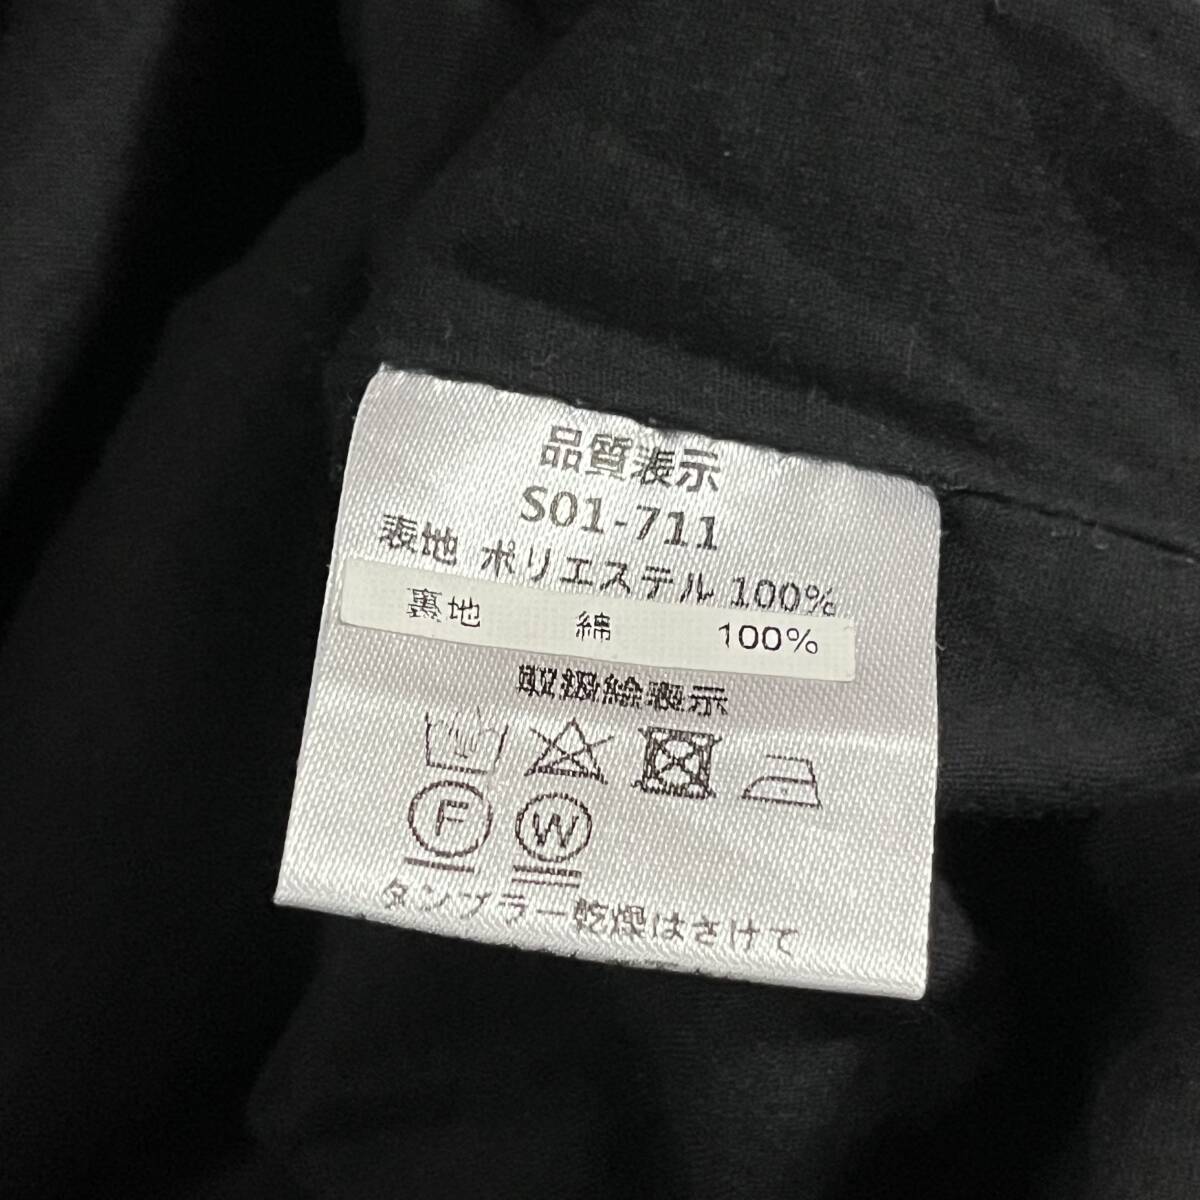 品質表示
S01-711
表地 ポリエステル 100%
裏地 綿 100%
取扱絵表示
F W
タンブラー乾燥はさけて